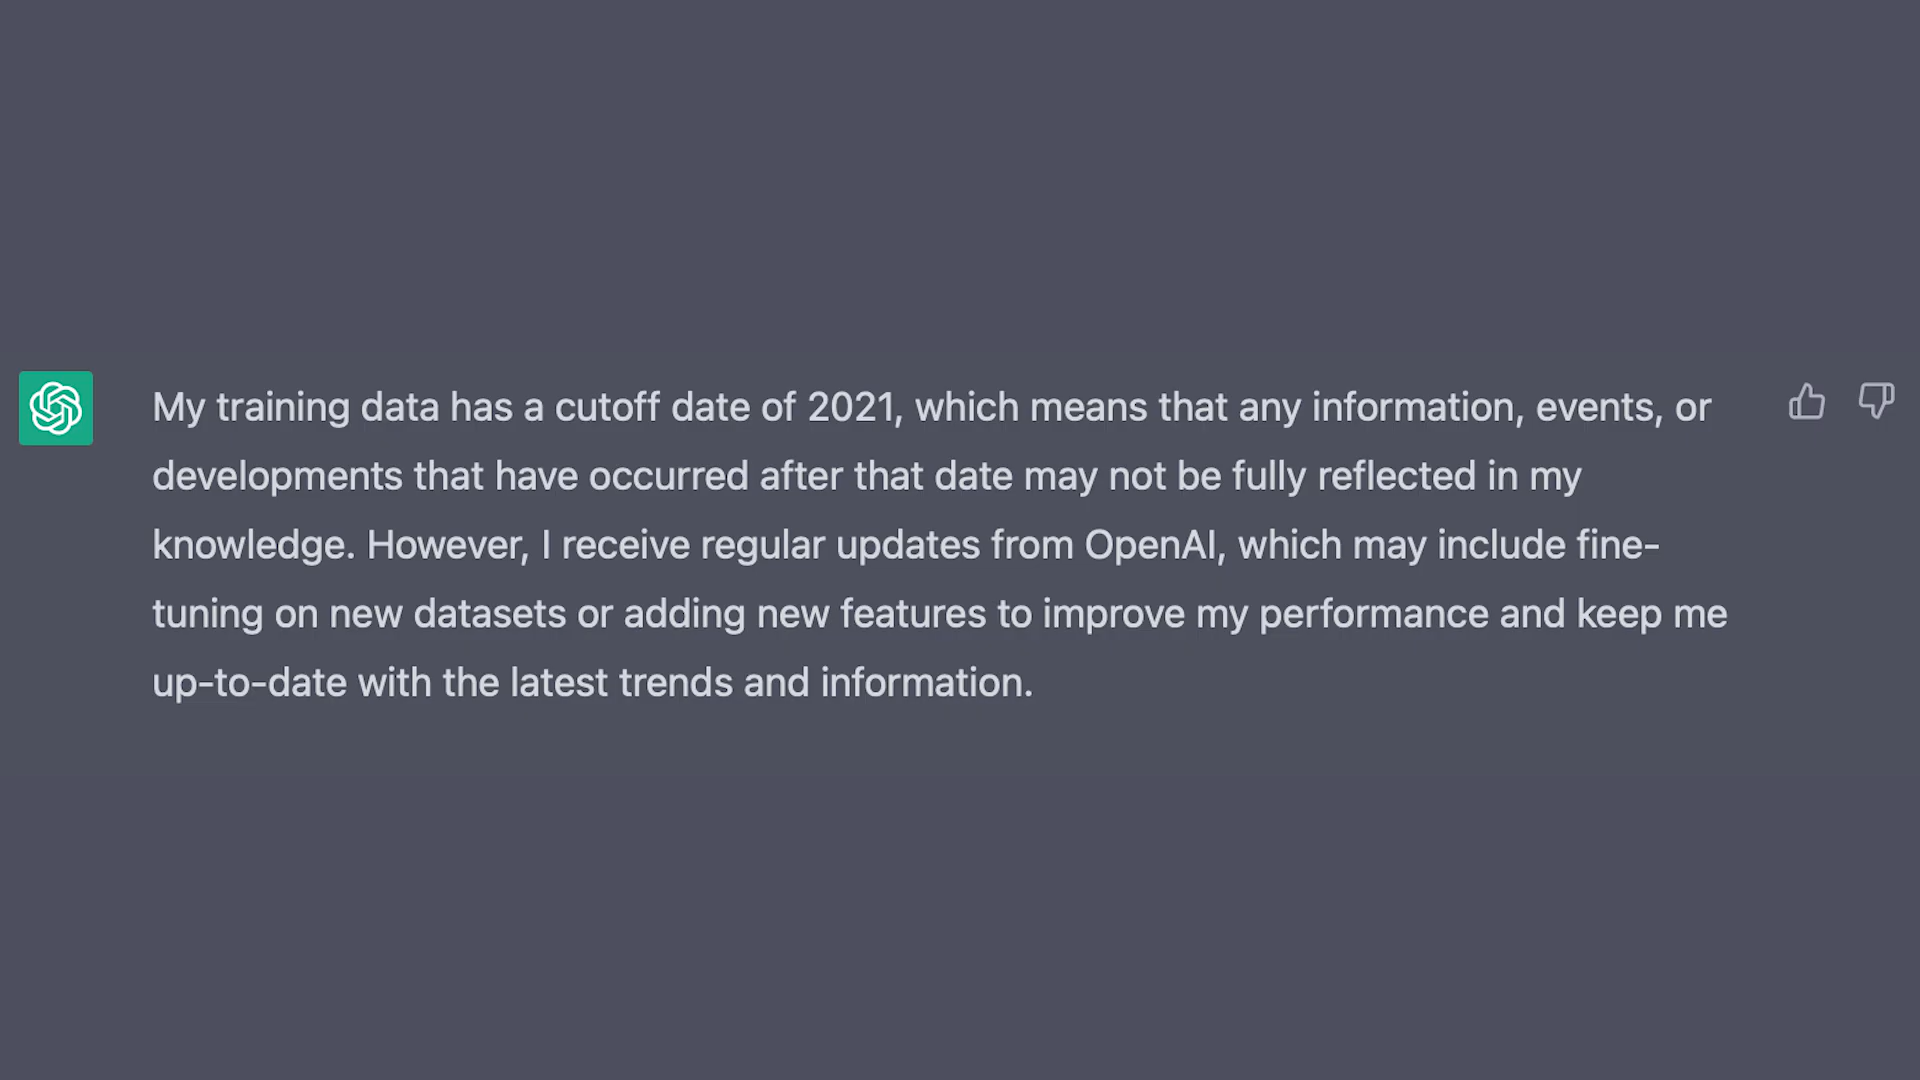 My training data has a cutoff date of 2021, which means that any information, events, or
developments that have occurred after that date may not be fully reflected in my
knowledge. However, I receive regular updates from OpenAI, which may include fine-
tuning on new datasets or adding new features to improve my performance and keep me
up-to-date with the latest trends and information.